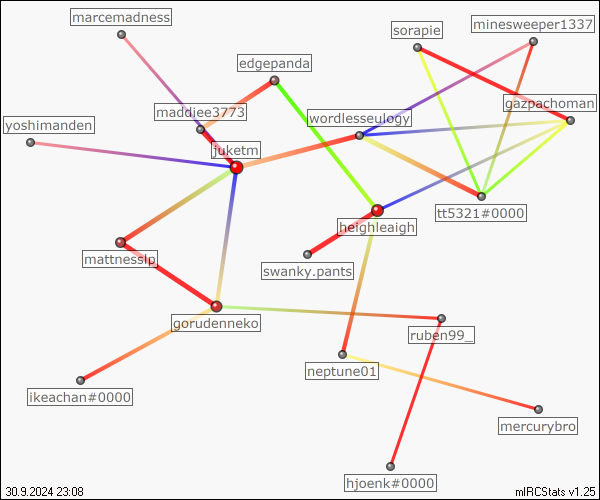 marcemadness
minesweeper1337
sorapie
edgepanda
gazpachoman
maddiee3773
wordlesseulogy
yoshimanden
juketm
tt5321#0000
heighleaigh
mattnesslp
swanky.pants
gorudenneko
ruben99_
neptune01
ikeachan#0000
mercurybro
hjoenk#0000
30.9.2024 23:08
mIRCStats v1.25